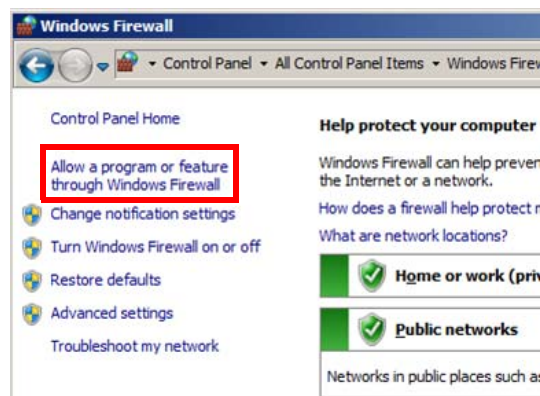 Windows Firewall
Control Panel All Control Panel Items Windows
Control Panel Home
Allow a program or feature
through Windows Firewall
Change notification settings
Turn Windows Firewall on or off
Restore defaults
Advanced settings
Troubleshoot my network
Help protect your computer
Windows Firewall can help
the Internet or a network.
How does a firewall help protect
What are network locations?
Home or work
Public networks
Networks in public places such as